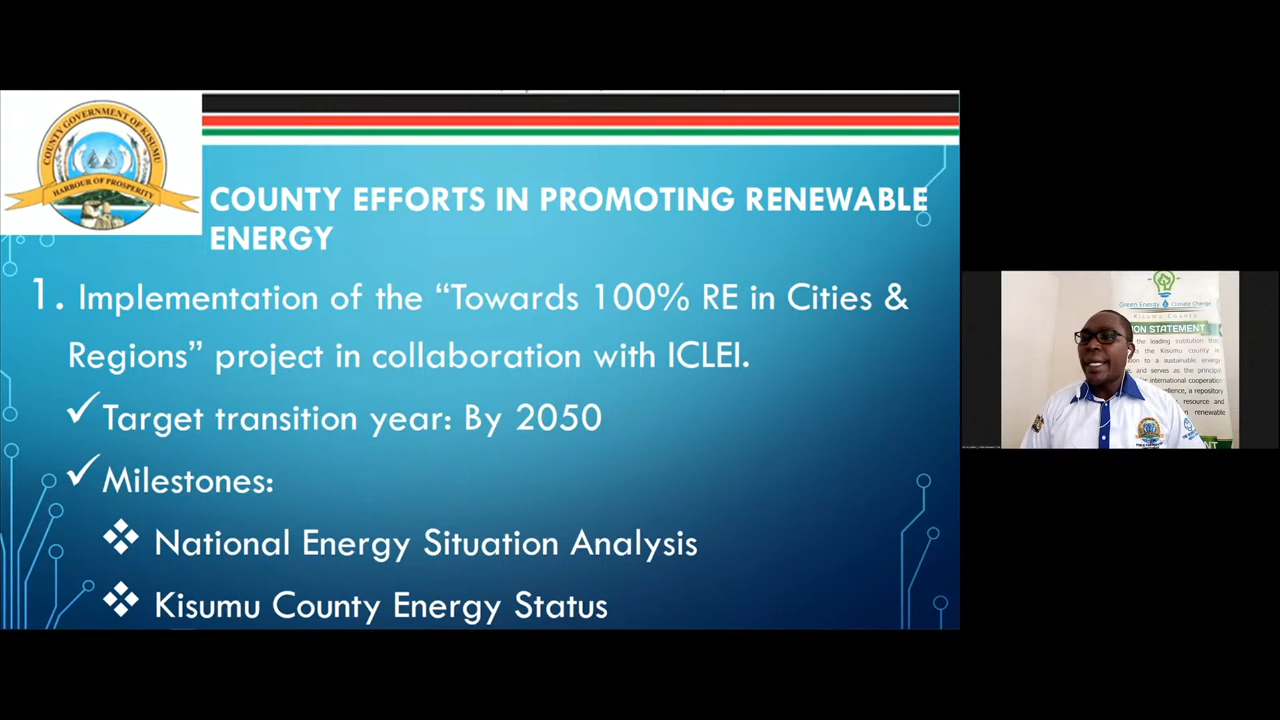 COUNTY GOVERNMENT OF KISUMU
HARBOUR OF PROSPERITY
COUNTY EFFORTS IN PROMOTING RENEWABLE
ENERGY
1. Implementation of the “Towards 100% RE in Cities &
Regions” project in collaboration with ICLEI.
✓ Target transition year: By 2050
✓ Milestones:
❖ National Energy Situation Analysis
❖ Kisumu County Energy Status
Green Energy & Climate Change
Kisumu County
ION STATEMENT
the leading institution that
the Kisumu county is
to a sustainable energy
and serves as the principal
for international cooperation
a repository
resource and
renewable